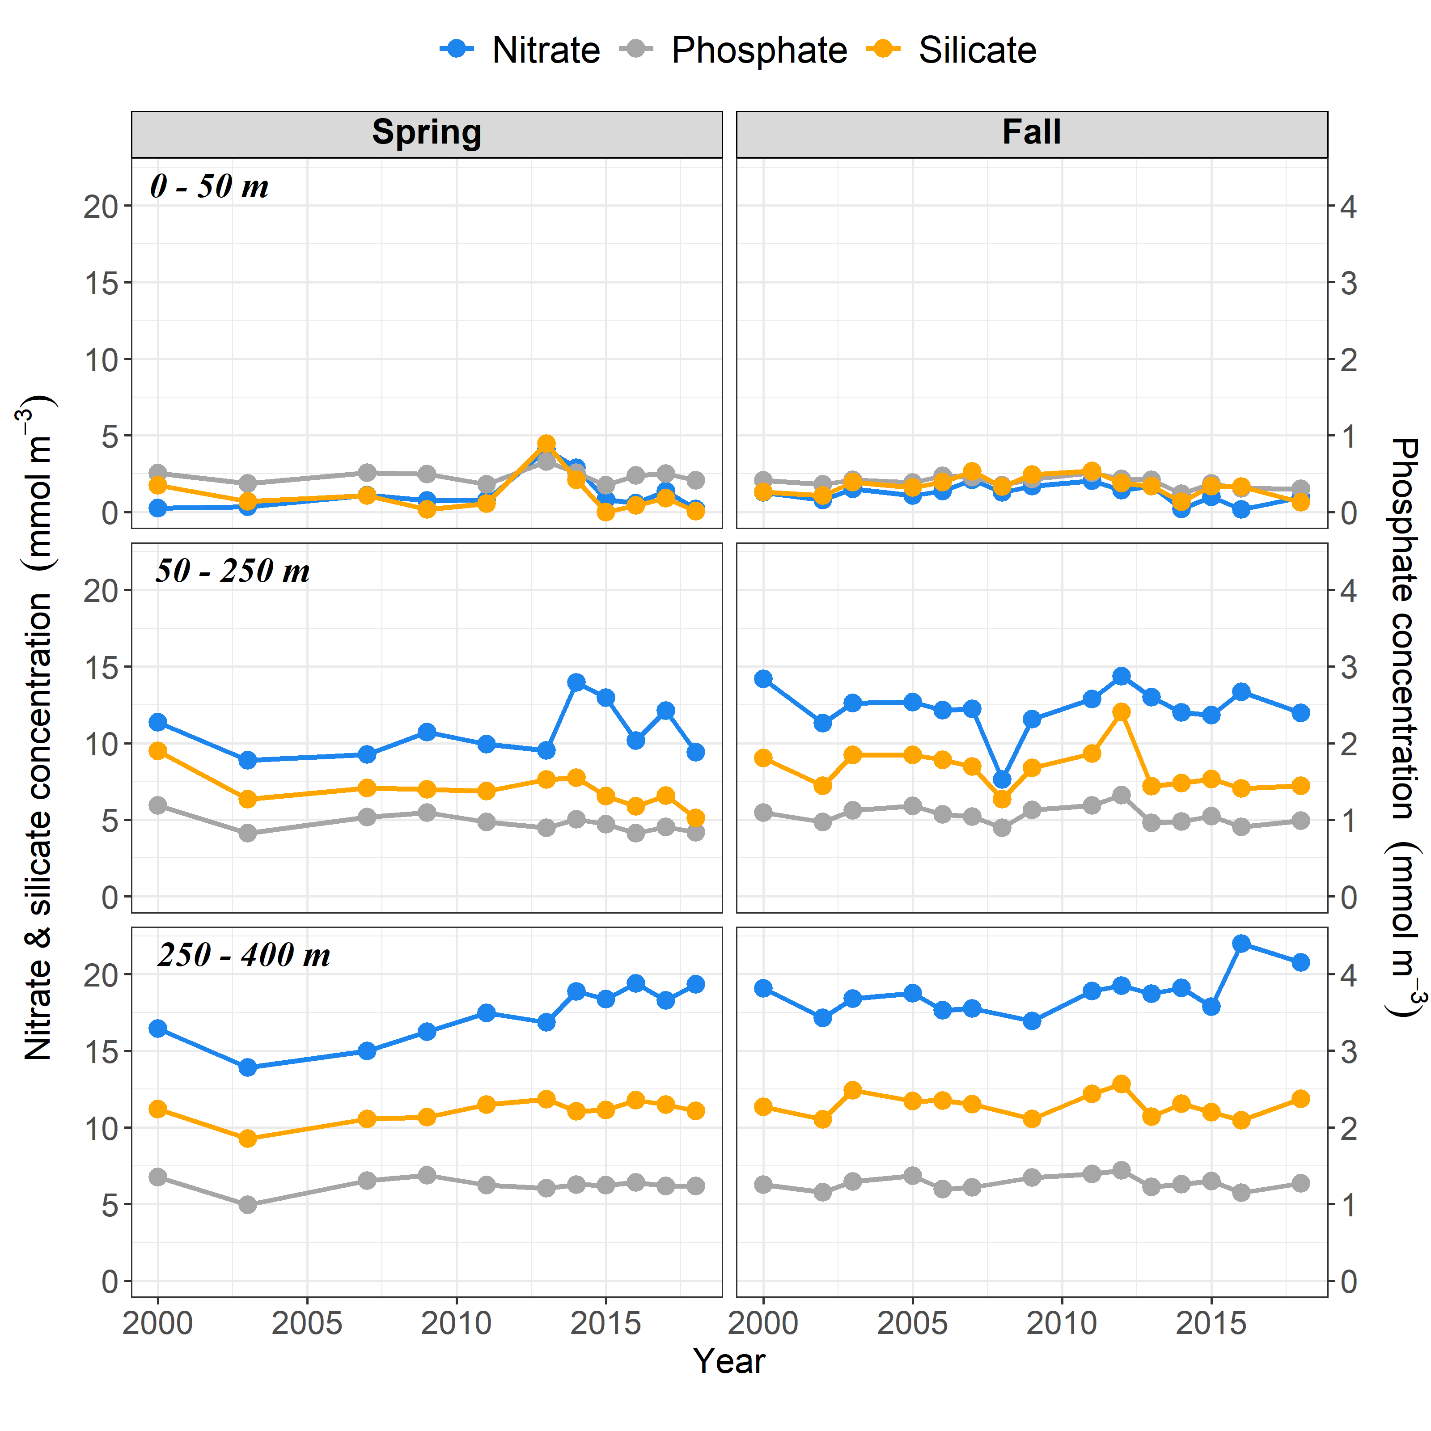 Nitrate Phosphate Silicate
Spring Fall
0 - 50 m
20 4
15 3
10 2
5 1
0 0
50 - 250 m
20 4
15 3
10 2
5 1
0 0
250 - 400 m
20 4
15 3
10 2
5 1
0 0
Nitrate & silicate concentration (mmol m⁻³)
Phosphate concentration (mmol m⁻³)
2000 2005 2010 2015 2000 2005 2010 2015
Year